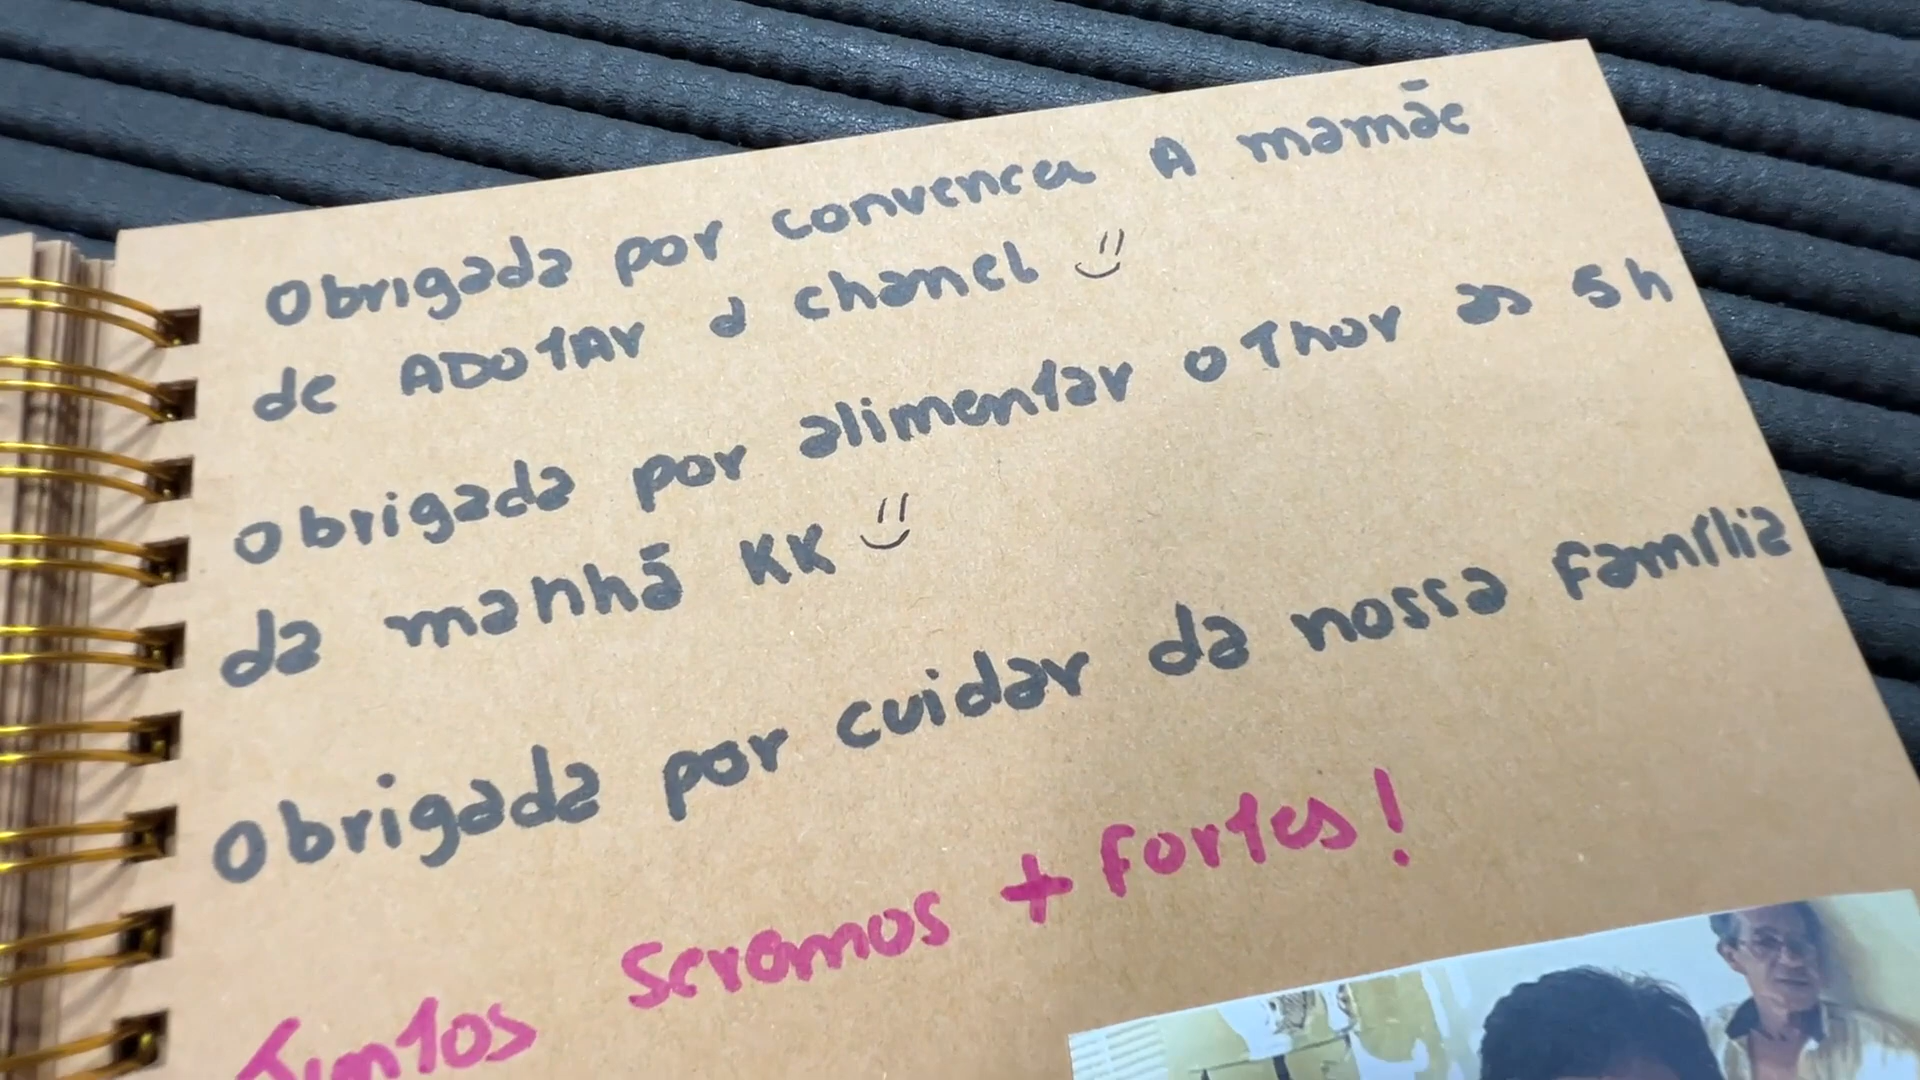 Obrigada por convencer A mamãe
de ADOTAR a chanel
Obrigada por alimentar o Thor as 5h
da manhã KK
Obrigada por cuidar da nossa família
Juntos seremos + fortes!